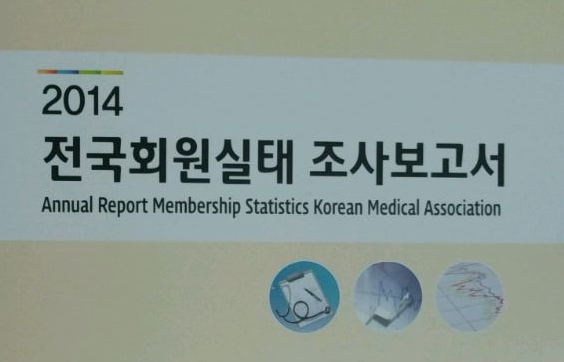 2014
전국회원실태 조사보고서
Annual Report Membership Statistics Korean Medical Association